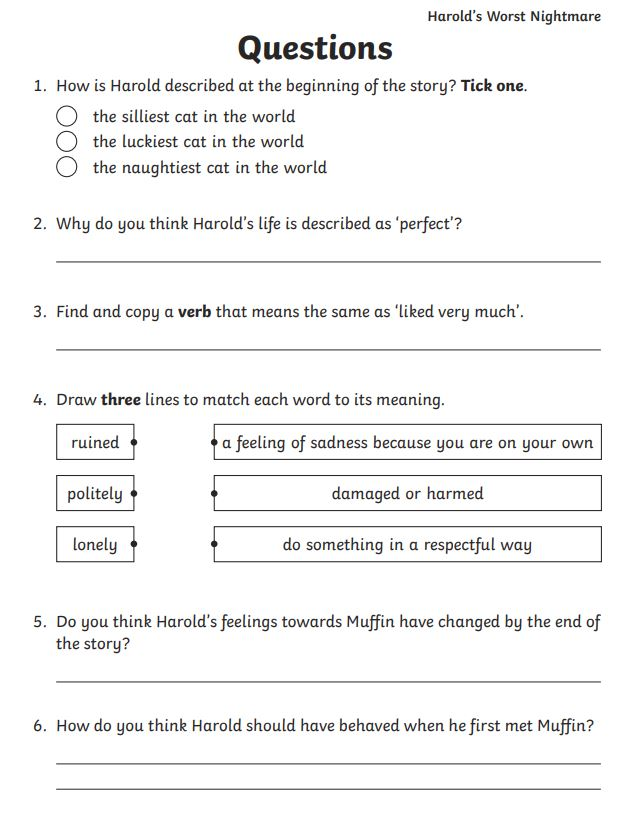 Harold's Worst Nightmare
Questions
1. How is Harold described at the beginning of the story? Tick one.
the silliest cat in the world
the luckiest cat in the world
the naughtiest cat in the world
2. Why do you think Harold's life is described as ‘perfect’?
3. Find and copy a verb that means the same as ‘liked very much’.
4. Draw three lines to match each word to its meaning.
ruined a feeling of sadness because you are on your own
politely damaged or harmed
lonely do something in a respectful way
5. Do you think Harold's feelings towards Muffin have changed by the end of
the story?
6. How do you think Harold should have behaved when he first met Muffin?